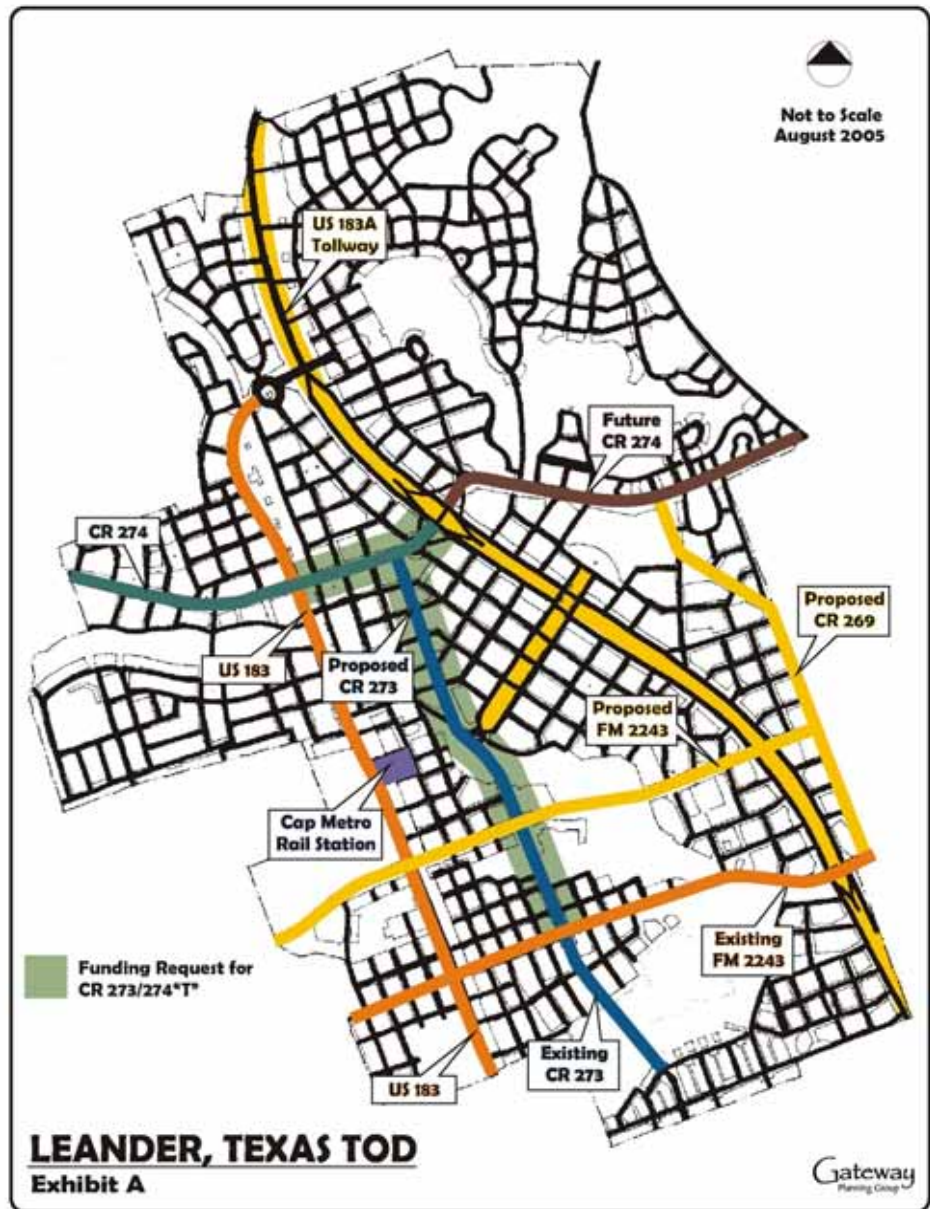 Not to Scale
August 2005
US 183A
Tollway
Future
CR 274
CR 274
Proposed
CR 269
US 183
Proposed
CR 273
Proposed
FM 2243
Cap Metro
Rail Station
Existing
FM 2243
Funding Request for
CR 273/274"T"
Existing
CR 273
US 183
LEANDER, TEXAS TOD
Exhibit A
Gateway
Planning Group